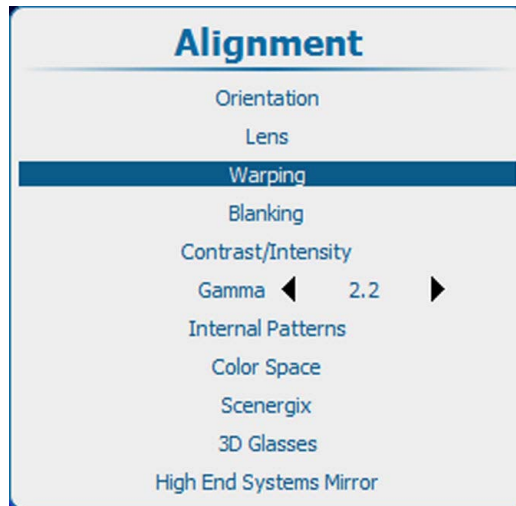 Alignment
Orientation
Lens
Warping
Blanking
Contrast/Intensity
Gamma 2.2
Internal Patterns
Color Space
Scenergix
3D Glasses
High End Systems Mirror